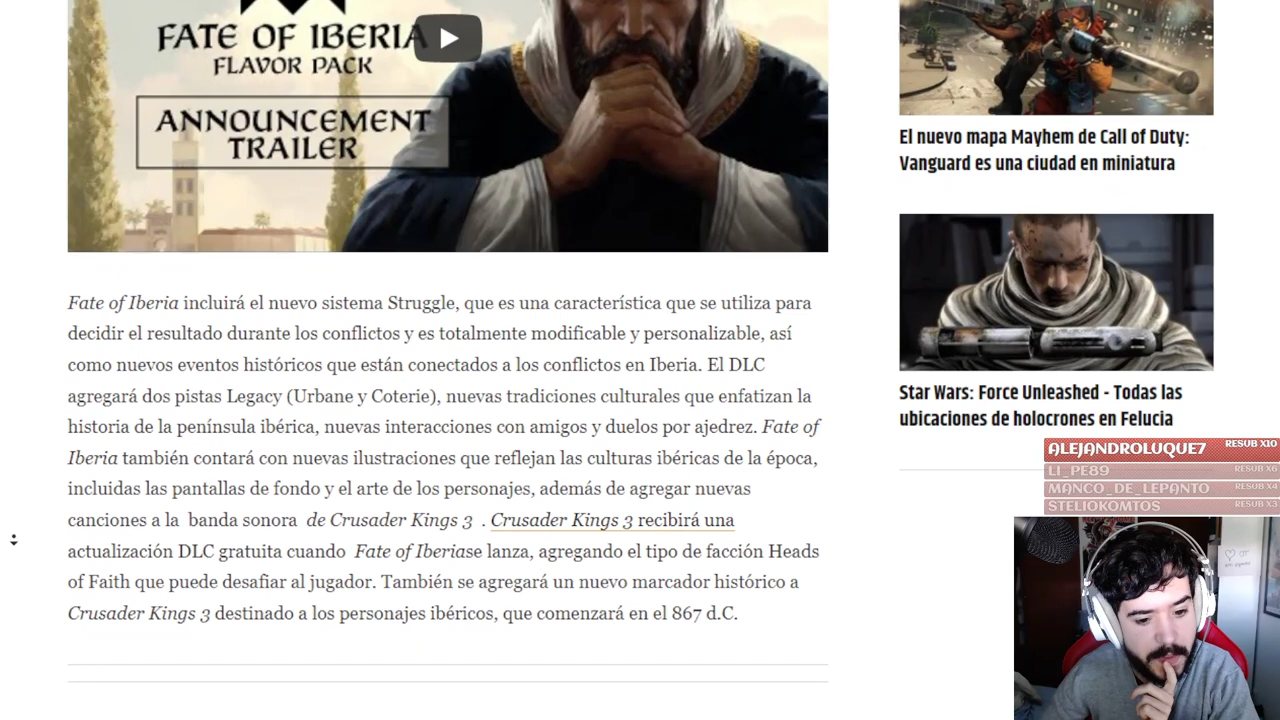 FATE OF IBERIA
FLAVOR PACK
ANNOUNCEMENT
TRAILER
El nuevo mapa Mayhem de Call of Duty:
Vanguard es una ciudad en miniatura
Fate of Iberia incluirá el nuevo sistema Struggle, que es una característica que se utiliza para
decidir el resultado durante los conflictos y es totalmente modificable y personalizable, así
como nuevos eventos históricos que están conectados a los conflictos en Iberia. El DLC
agregará dos pistas Legacy (Urbane y Coterie), nuevas tradiciones culturales que enfatizan la
historia de la península ibérica, nuevas interacciones con amigos y duelos por ajedrez. Fate of
Iberia también contará con nuevas ilustraciones que reflejan las culturas ibéricas de la época,
incluidas las pantallas de fondo y el arte de los personajes, además de agregar nuevas
canciones a la banda sonora de Crusader Kings 3 . Crusader Kings 3 recibirá una
actualización DLC gratuita cuando Fate of Iberiase lanza, agregando el tipo de facción Heads
of Faith que puede desafiar al jugador. También se agregará un nuevo marcador histórico a
Crusader Kings 3 destinado a los personajes ibéricos, que comenzará en el 867 d.C.
Star Wars: Force Unleashed - Todas las
ubicaciones de holocrones en Felucia
ALEJANDROLUQUE7 RESUB X10
LI_PE89 RESUB X6
MANCO_DE_LEPANTO RESUB X4
STELIOKOMTOS RESUB X3